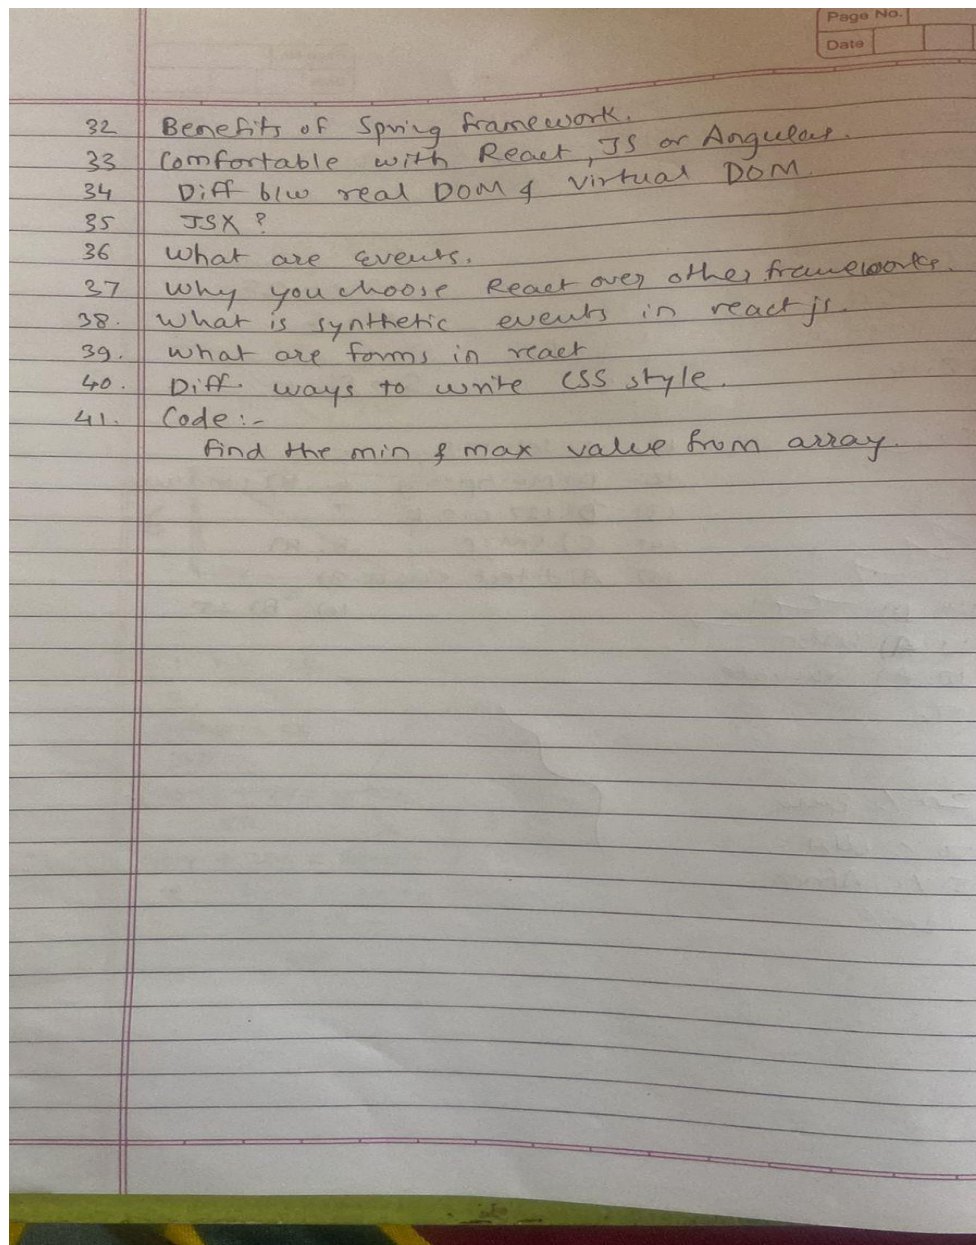 Page No.
Date
32 Benefits of Spring framework.
33 Comfortable with React, JS or Angular.
34 Diff b/w real DOM & virtual DOM.
35 JSX ?
36 What are events.
37 Why you choose React over other frameworks.
38. What is synthetic events in react js.
39. What are forms in react
40. Diff. ways to write CSS style.
41. Code :-
find the min & max value from array.